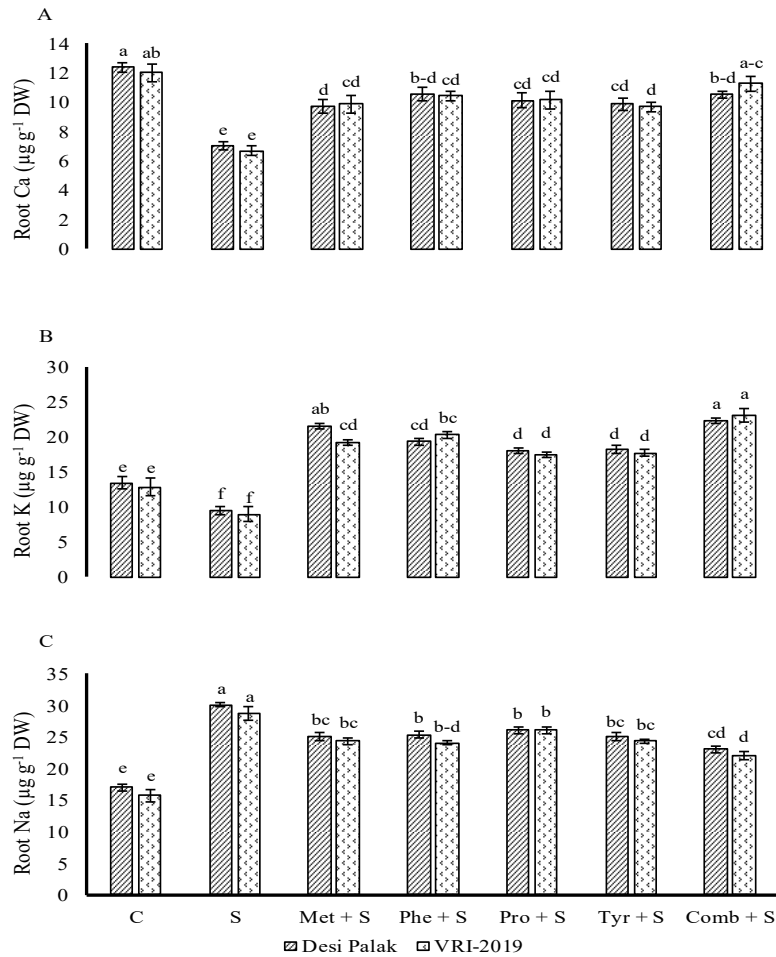 A
Root Ca (µg g-1 DW)
14
12
10
8
6
4
2
0
a ab e e d cd b-d cd cd cd cd d b-d a-c
B
Root K (µg g-1 DW)
30
25
20
15
10
5
0
e e f f ab cd cd bc d d d d a a
C
Root Na (µg g-1 DW)
35
30
25
20
15
10
5
0
e e a a bc bc b b-d b b bc bc cd d
C S Met + S Phe + S Pro + S Tyr + S Comb + S
Desi Palak VRI-2019